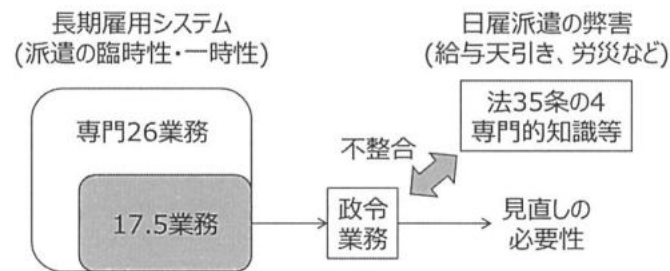 長期雇用システム
(派遣の臨時性・一時性)
日雇派遣の弊害
(給与天引き、労災など)
専門26業務
17.5業務
不整合
法35条の4
専門的知識等
政令
業務
見直しの
必要性